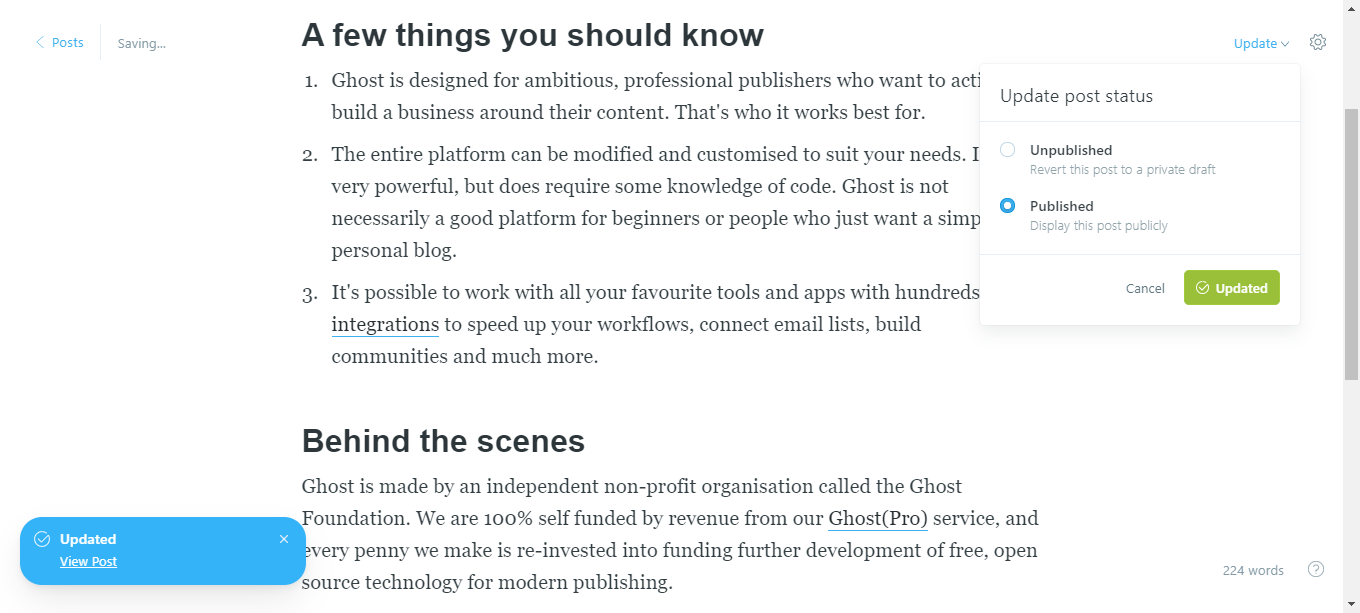 Posts
Saving...
Update
A few things you should know
1. Ghost is designed for ambitious, professional publishers who want to
build a business around their content. That's who it works best for.
2. The entire platform can be modified and customised to suit your needs.
very powerful, but does require some knowledge of code. Ghost is not
necessarily a good platform for beginners or people who just want a
personal blog.
3. It's possible to work with all your favourite tools and apps with hundreds
integrations to speed up your workflows, connect email lists, build
communities and much more.
Update post status
Unpublished
Revert this post to a private draft
Published
Display this post publicly
Cancel
Updated
Behind the scenes
Ghost is made by an independent non-profit organisation called the Ghost
Foundation. We are 100% self funded by revenue from our Ghost(Pro) service, and
every penny we make is re-invested into funding further development of free, open
source technology for modern publishing.
Updated
View Post
224 words